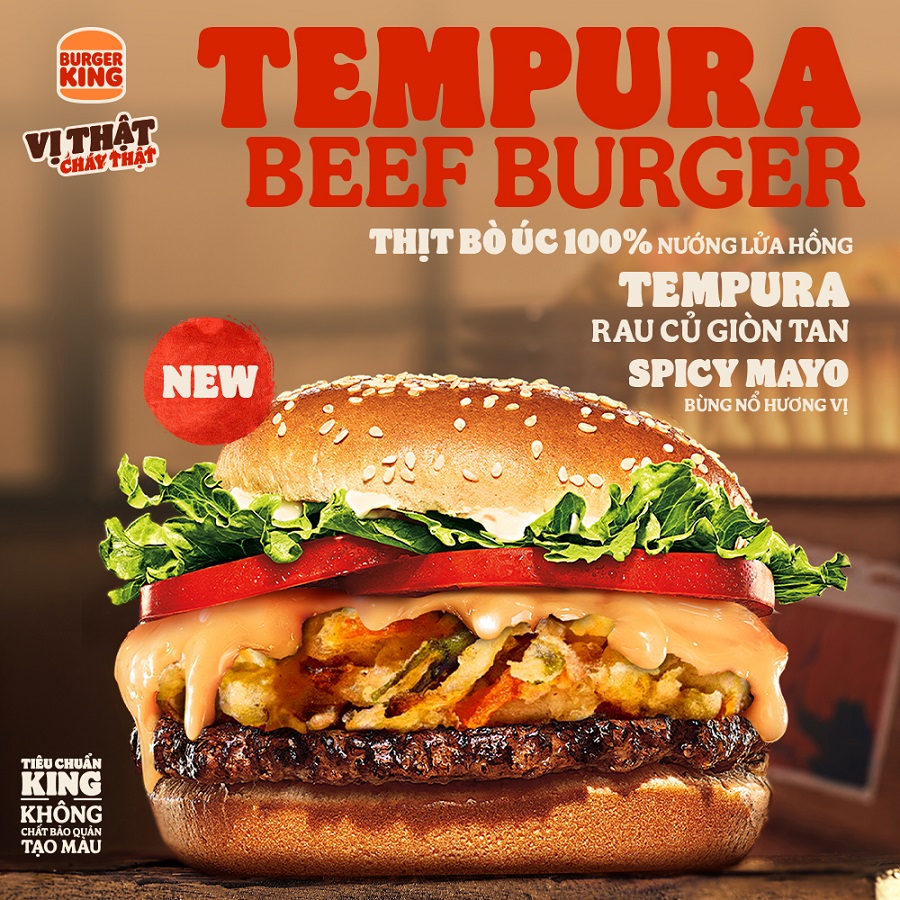 BURGER
KING
VỊ THẬT
CHÁY THẬT
TEMPURA
BEEF BURGER
THỊT BÒ ÚC 100% NƯỚNG LỬA HỒNG
TEMPURA
RAU CỦ GIÒN TAN
SPICY MAYO
BÙNG NỔ HƯƠNG VỊ
NEW
TIÊU CHUẨN
KING
KHÔNG
CHẤT BẢO QUẢN
TẠO MÀU